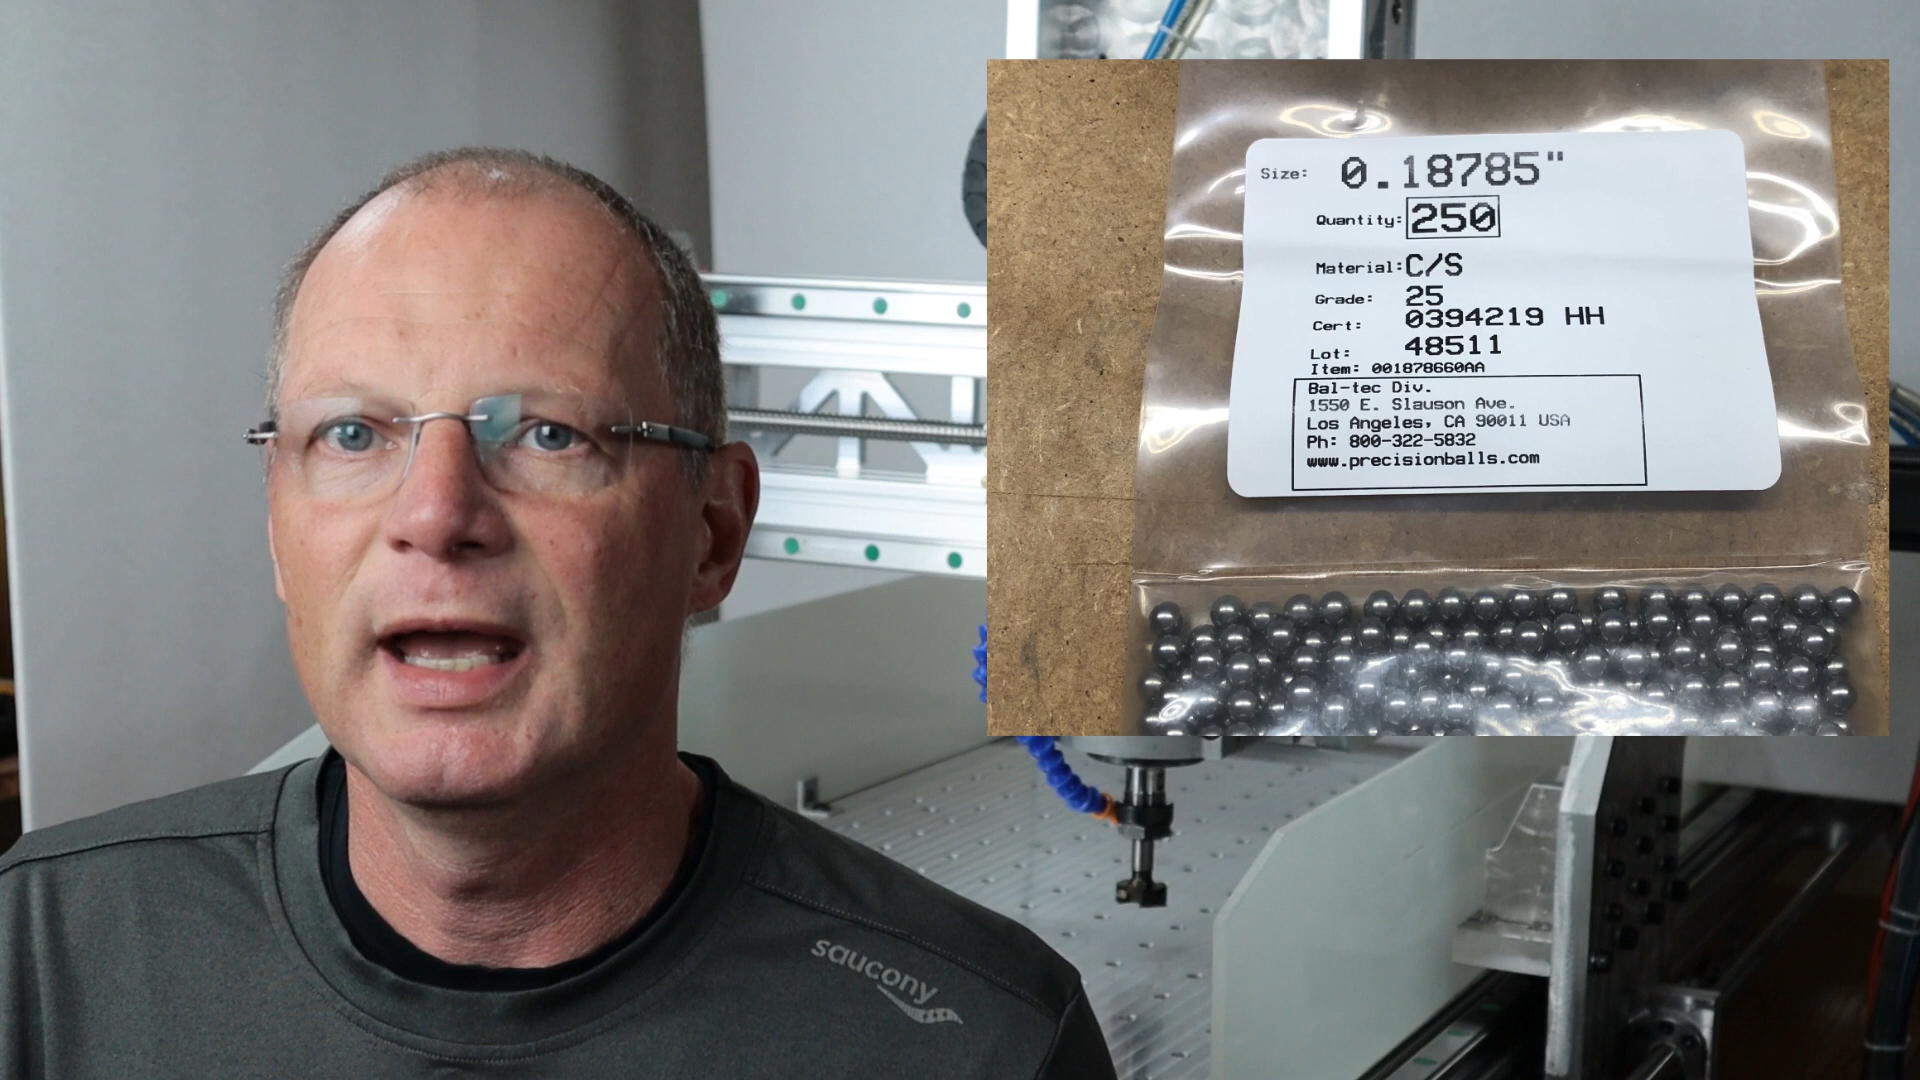 Size: 0.18785"
Quantity: 250
Material: C/S
Grade: 25
Cert: 0394219 HH
Lot: 48511
Item: 001878660AA
Bal-tec Div.
1550 E. Slauson Ave.
Los Angeles, CA 90011 USA
Ph: 800-322-5832
www.precisionballs.com
saucony